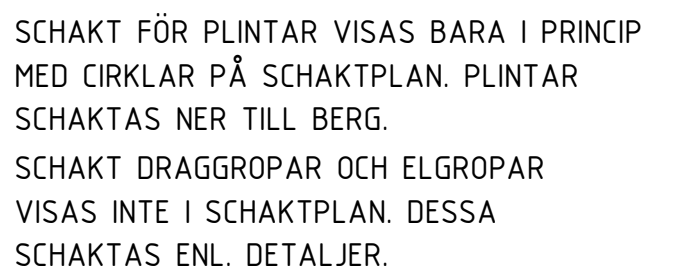 SCHAKT FÖR PLINTAR VISAS BARA I PRINCIP
MED CIRKLAR PÅ SCHAKTPLAN. PLINTAR
SCHAKTAS NER TILL BERG.
SCHAKT DRAGGROPAR OCH ELGROPAR
VISAS INTE I SCHAKTPLAN. DESSA
SCHAKTAS ENL. DETALJER.